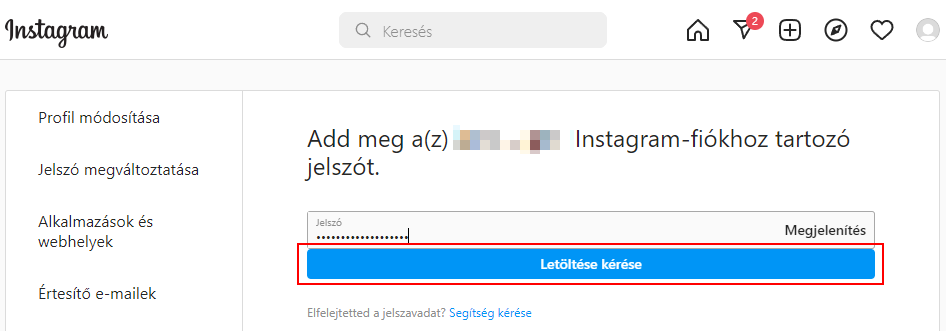 Instagram
Keresés
2
Profil módosítása
Jelszó megváltoztatása
Alkalmazások és
webhelyek
Értesítő e-mailek
Add meg a(z) Instagram-fiókhoz tartozó
jelszót.
Jelszó
•••••••••••••••••••
Megjelenítés
Letöltése kérése
Elfelejtetted a jelszavadat? Segítség kérése